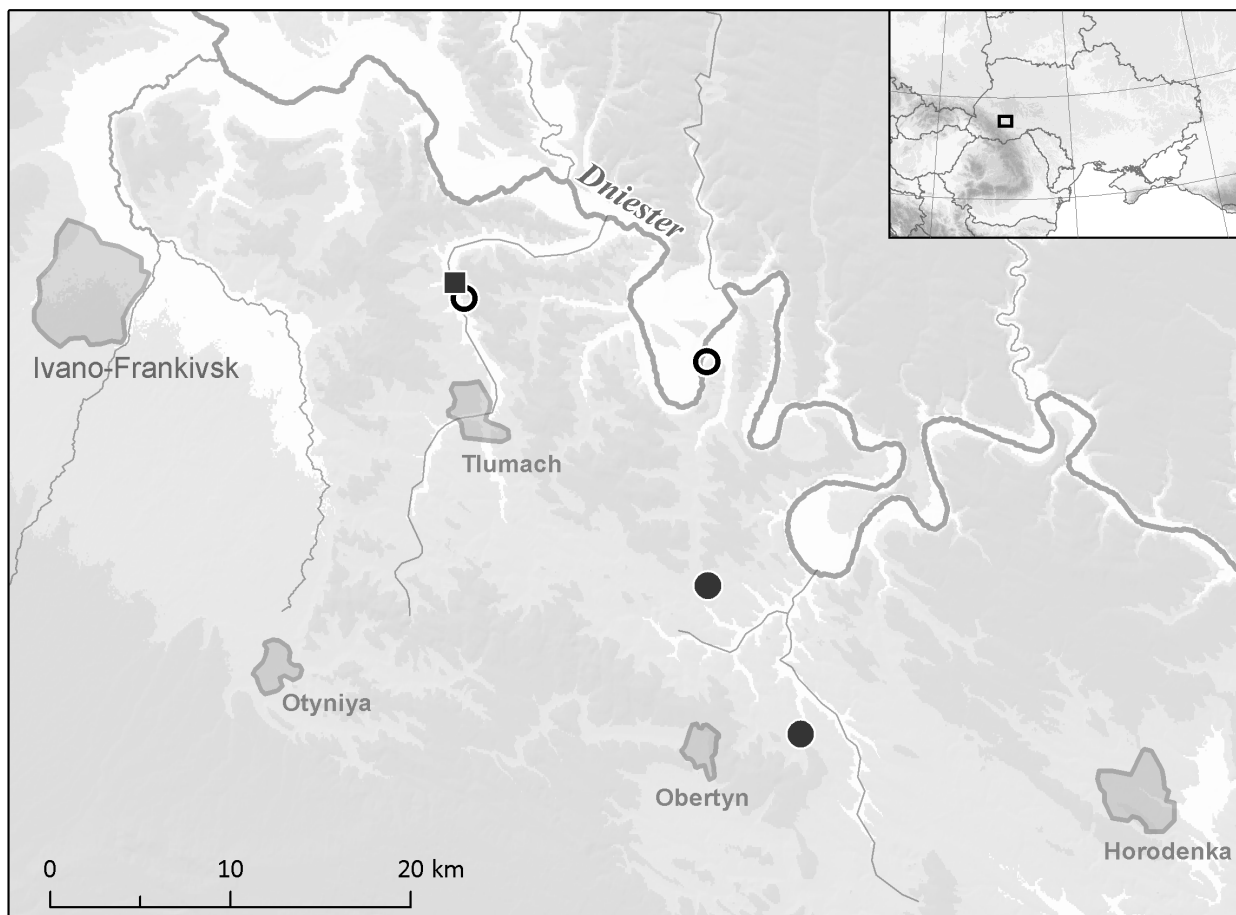 Dniester
Ivano-Frankivsk
Tlumach
Otyniya
Obertyn
Horodenka
0 10 20 km